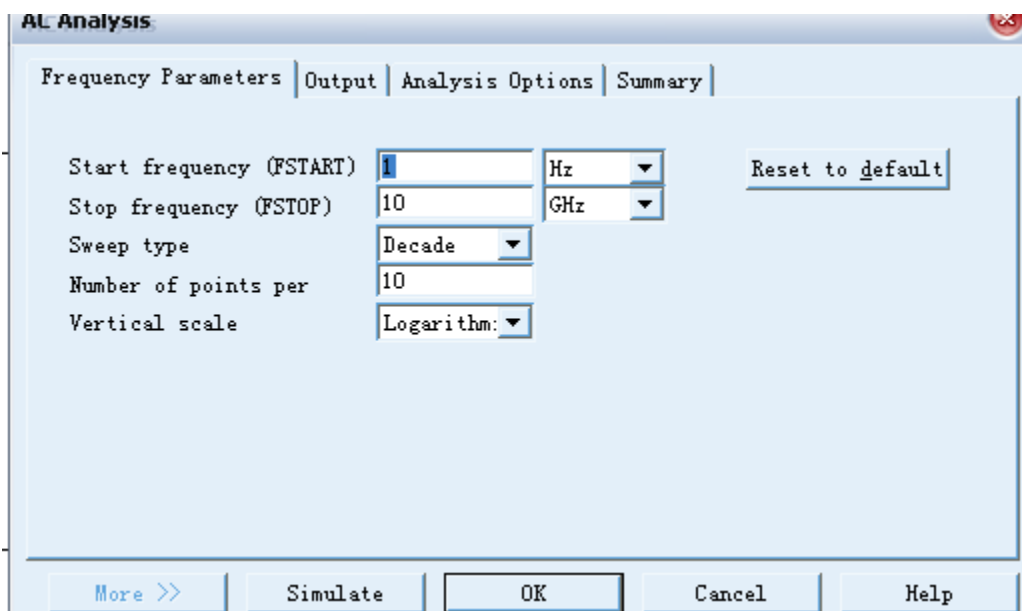 AC Analysis
Frequency Parameters Output Analysis Options Summary
Start frequency (FSTART) 1 Hz Reset to default
Stop frequency (FSTOP) 10 GHz
Sweep type Decade
Number of points per 10
Vertical scale Logarithm:
More >> Simulate OK Cancel Help